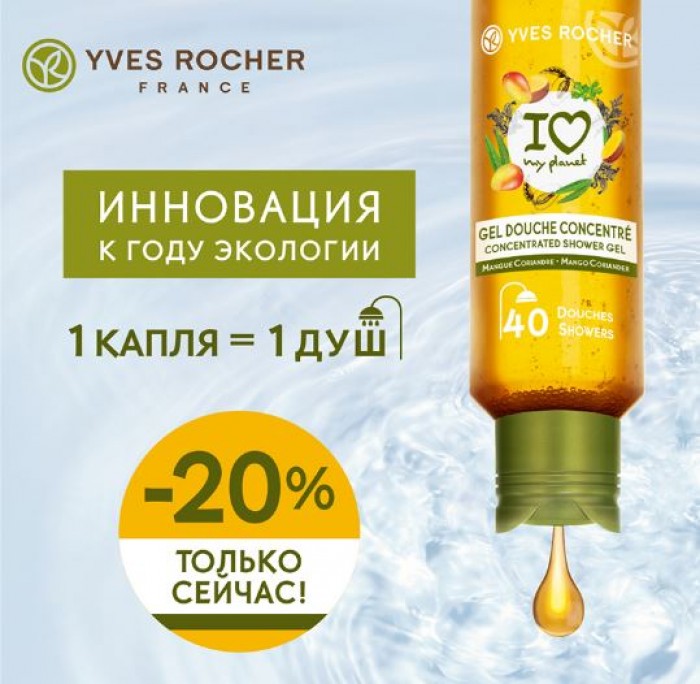 YVES ROCHER
FRANCE
ИННОВАЦИЯ
К ГОДУ ЭКОЛОГИИ
1 КАПЛЯ = 1 ДУШ
-20%
ТОЛЬКО
СЕЙЧАС!
YVES ROCHER
I♡
my planet
GEL DOUCHE CONCENTRÉ
CONCENTRATED SHOWER GEL
MANGUE CORIANDRE • MANGO CORIANDER
40 DOUCHES
SHOWERS